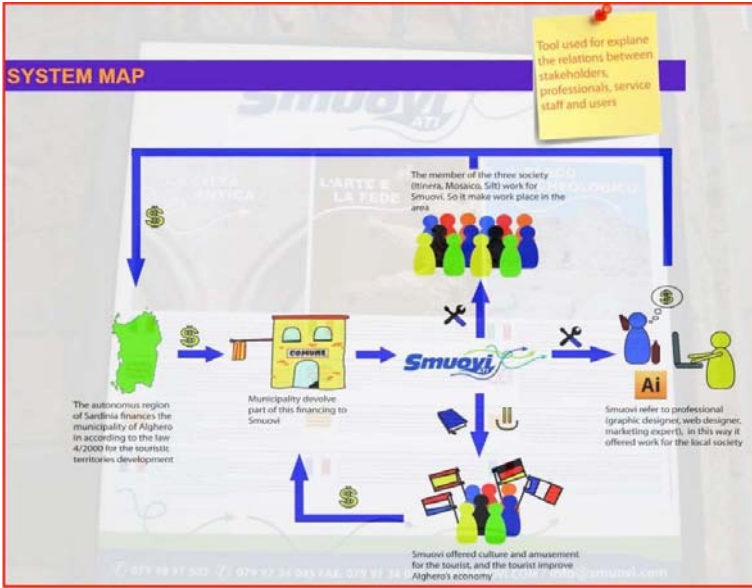 SYSTEM MAP
Tool used for explane
the relations between
stakeholders,
professionals, service
staff and users
Smuovi
ATI
L'ARTE E
LA FEDE
The member of the three society
(Itinera, Mosaico, Silt) work for
Smuovi. So it make work place in the
area
$
$
COMUNE
Smuovi
ATI
$
Ai
The autonomus region
of Sardinia finances the
municipality of Alghero
in according to the law
4/2000 for the touristic
territories development
Municipality devolve
part of this financing to
Smuovi
Smuovi refer to professional
(graphic designer, web designer,
marketing expert), in this way it
offered work for the local society
$
Smuovi offered culture and amusement
for the tourist, and the tourist improve
Alghero's economy